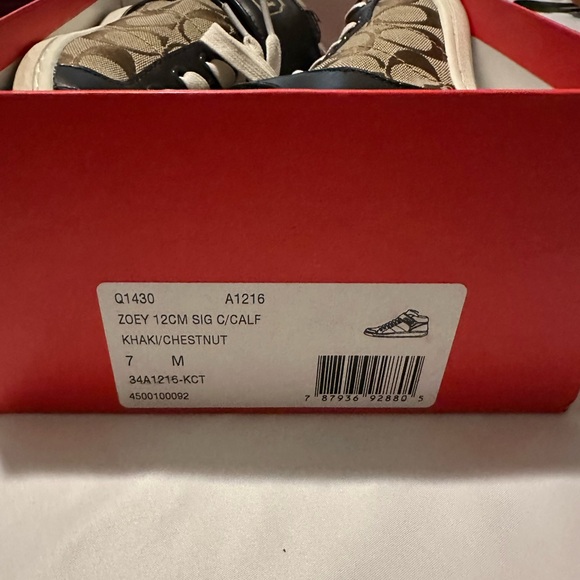 Q1430 A1216
ZOEY 12CM SIG C/CALF
KHAKI/CHESTNUT
7 M
34A1216-KCT
4500100092
7 87936 92880 5